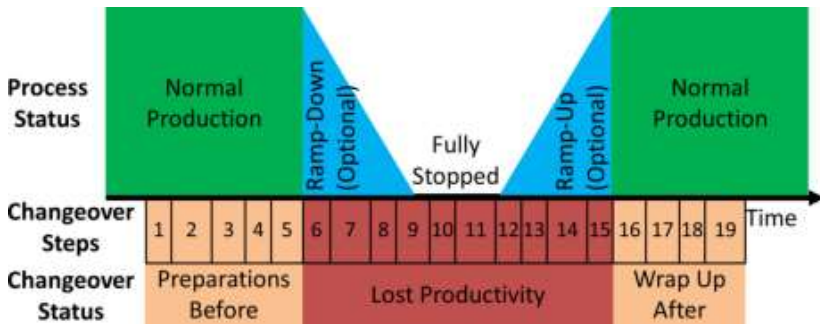 Process
Status
Normal
Production
Ramp-Down
(Optional)
Fully
Stopped
Ramp-Up
(Optional)
Normal
Production
Changeover
Steps
1 2 3 4 5 6 7 8 9 10 11 12 13 14 15 16 17 18 19
Time
Changeover
Status
Preparations
Before
Lost Productivity
Wrap Up
After